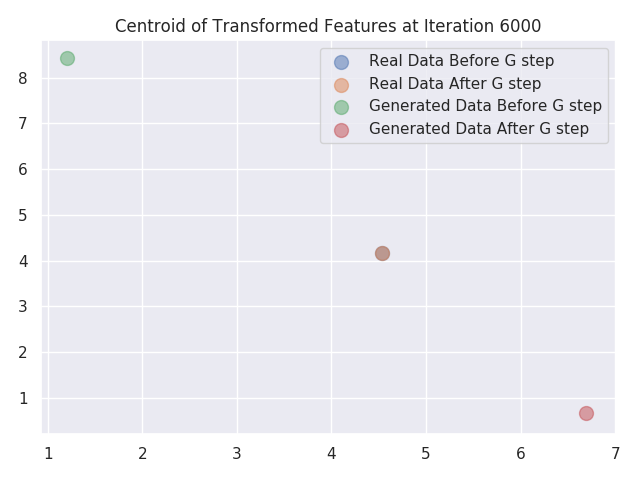 Centroid of Transformed Features at Iteration 6000
Real Data Before G step
Real Data After G step
Generated Data Before G step
Generated Data After G step
8
7
6
5
4
3
2
1
1 2 3 4 5 6 7